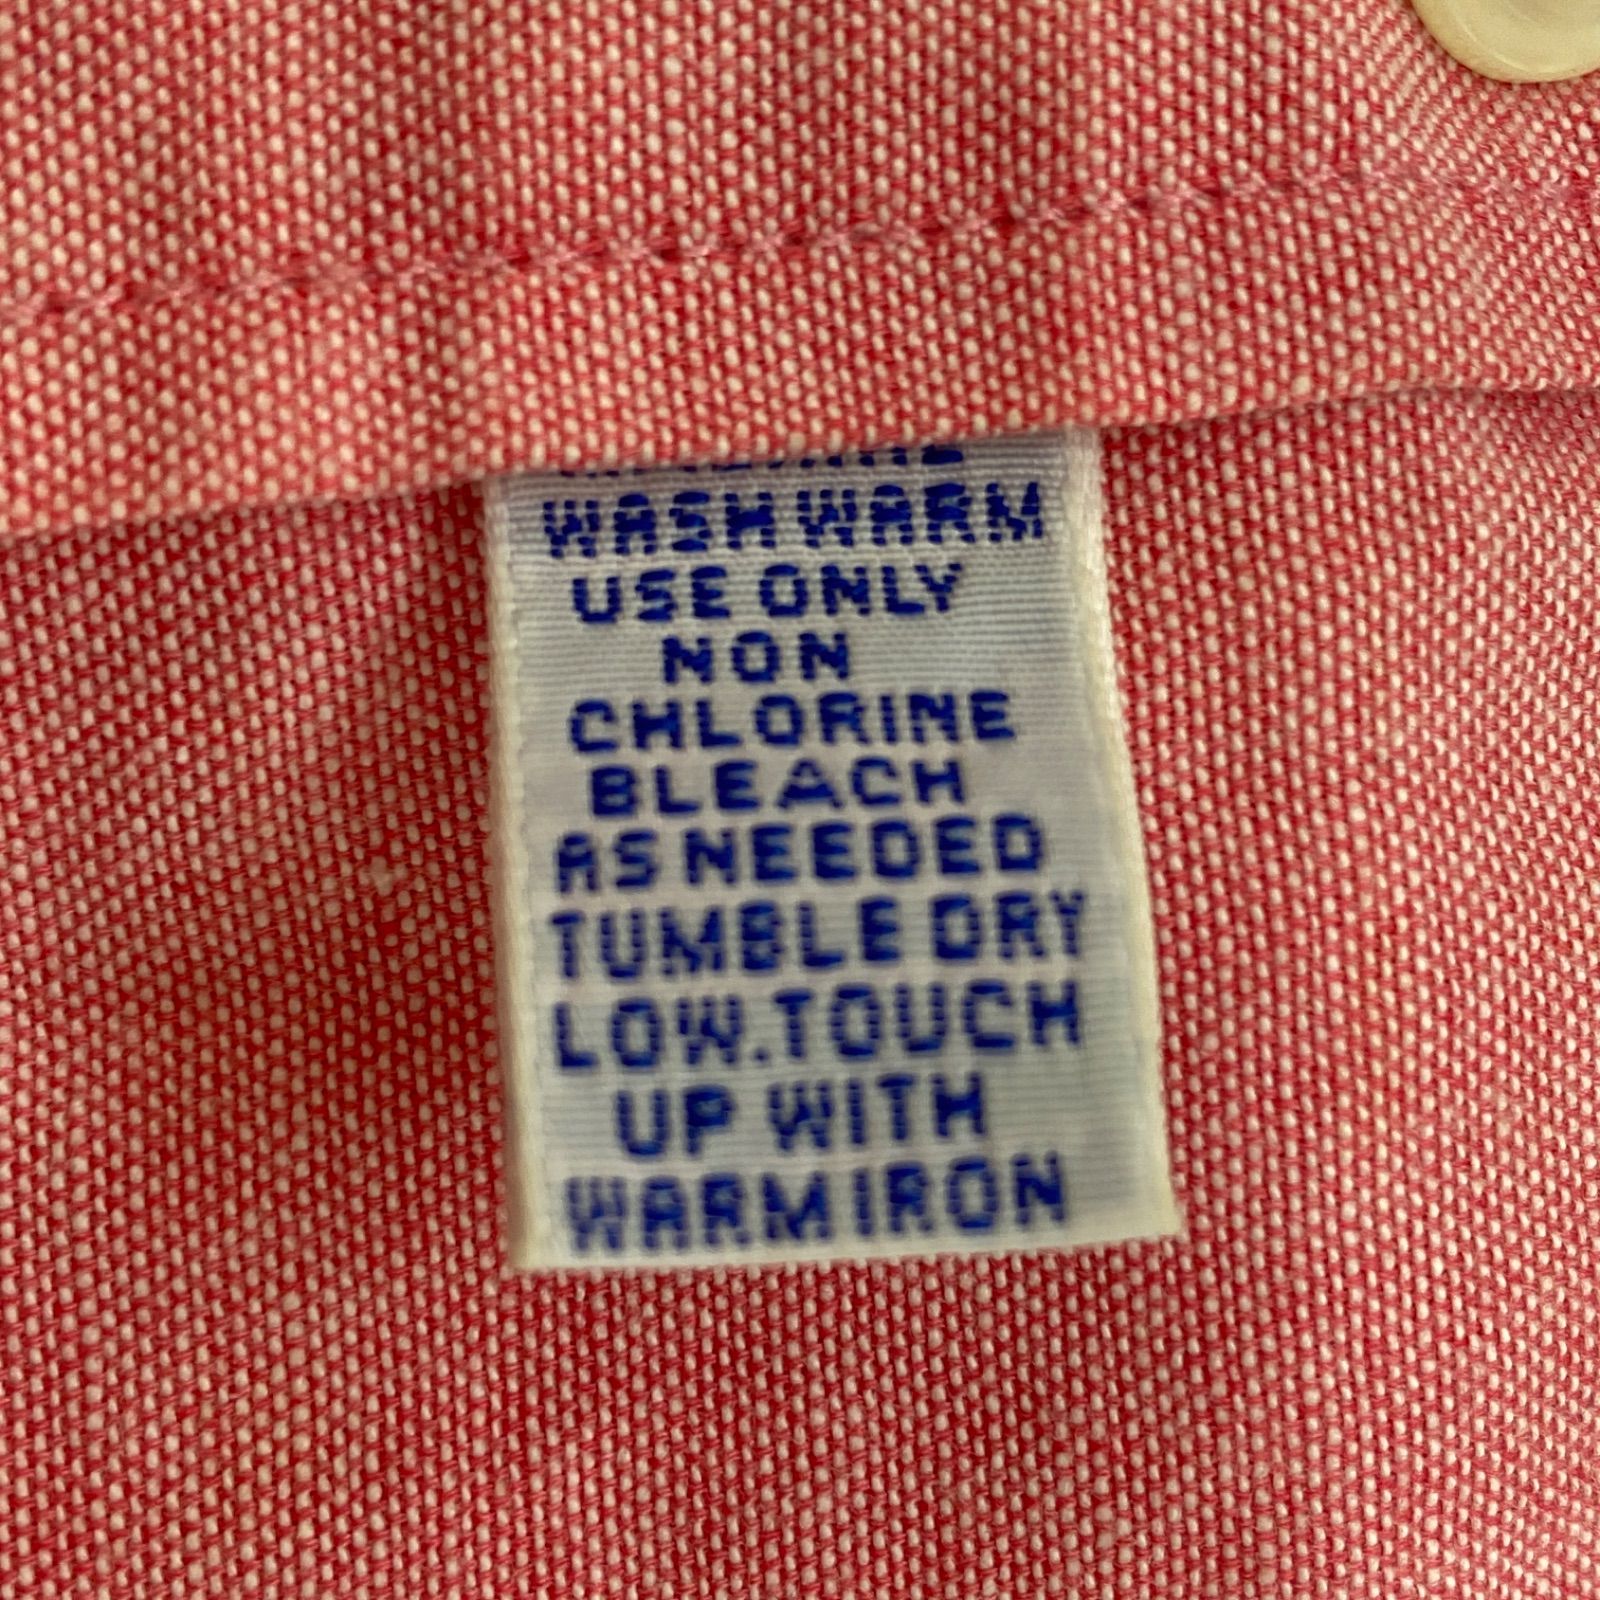 WASH WARM
USE ONLY
NON
CHLORINE
BLEACH
AS NEEDED
TUMBLE DRY
LOW. TOUCH
UP WITH
WARM IRON